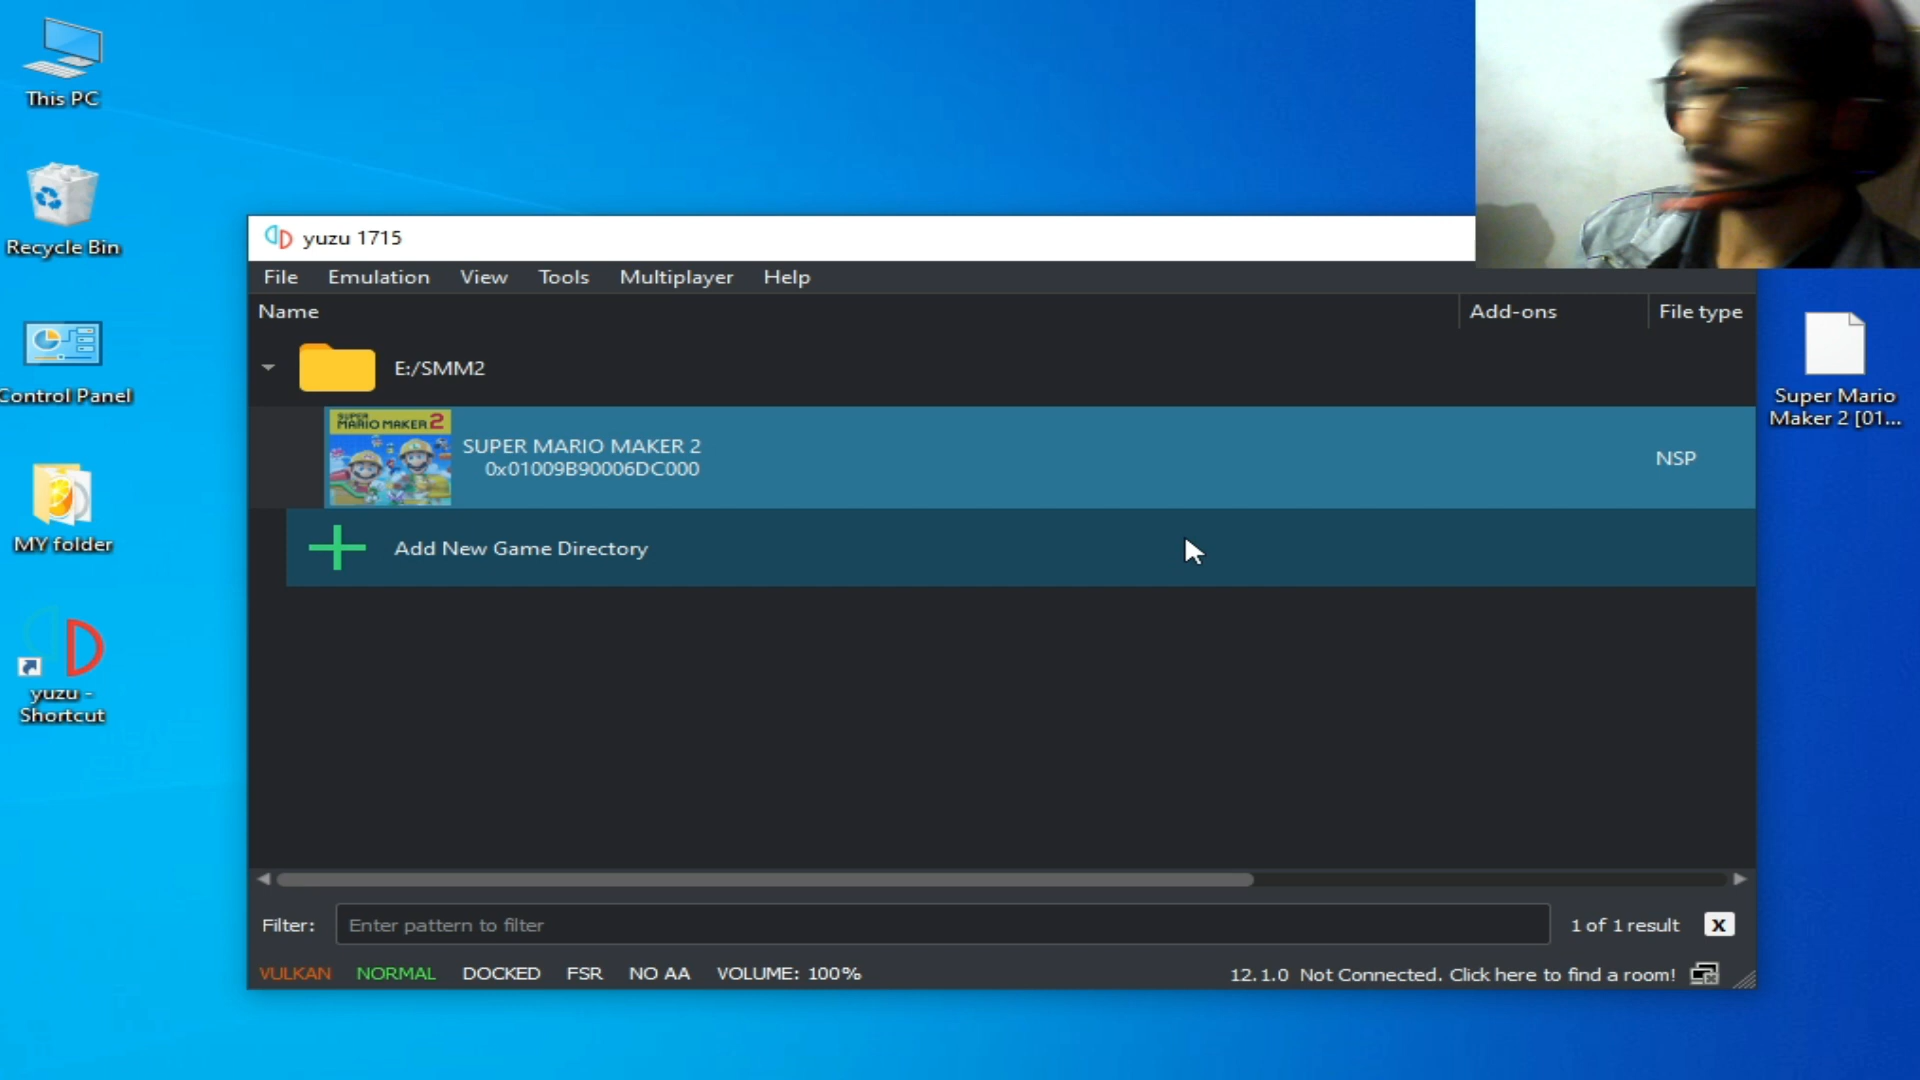 This PC
Recycle Bin
Control Panel
MY folder
yuzu -
Shortcut
yuzu 1715
File Emulation View Tools Multiplayer Help
Name Add-ons File type
E:/SMM2
SUPER MARIO MAKER 2
SUPER MARIO MAKER 2
0x01009B90006DC000
NSP
Add New Game Directory
Filter: Enter pattern to filter 1 of 1 result X
VULKAN NORMAL DOCKED FSR NO AA VOLUME: 100% 12.1.0 Not Connected. Click here to find a room!
Super Mario
Maker 2 [01...